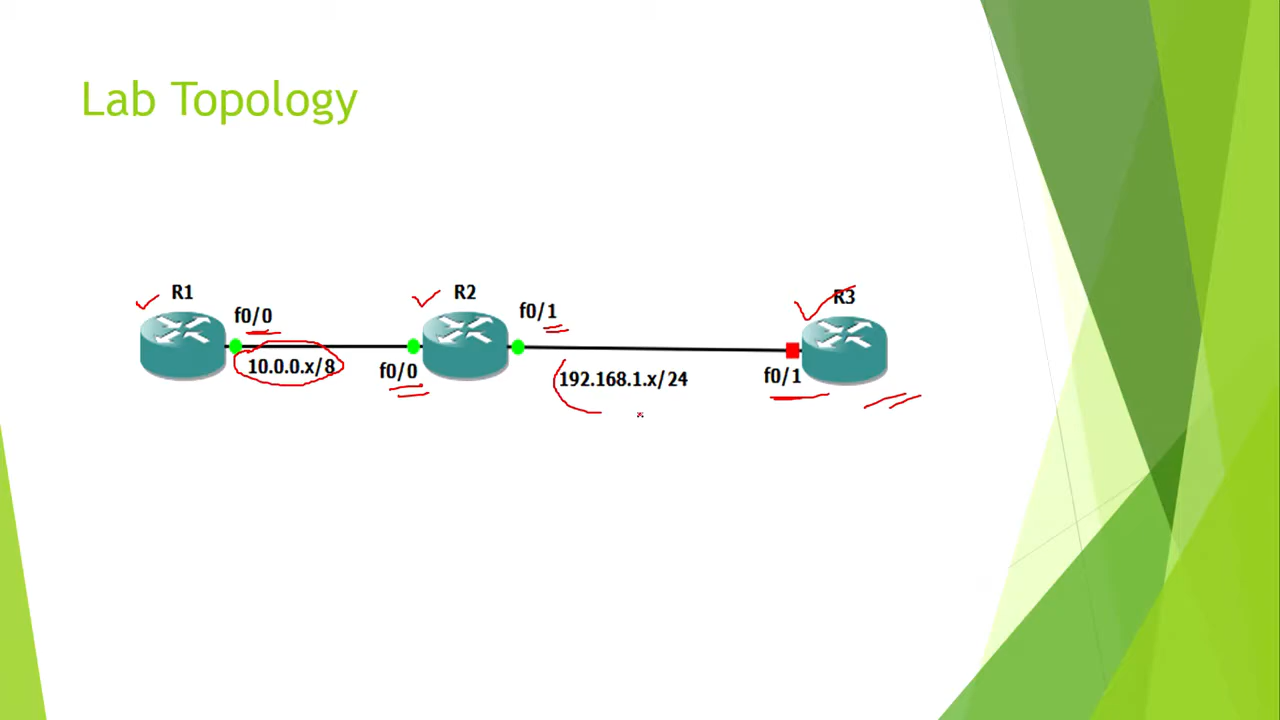 Lab Topology
R1
R2
R3
f0/0
f0/1
10.0.0.x/8
f0/0
192.168.1.x/24
f0/1